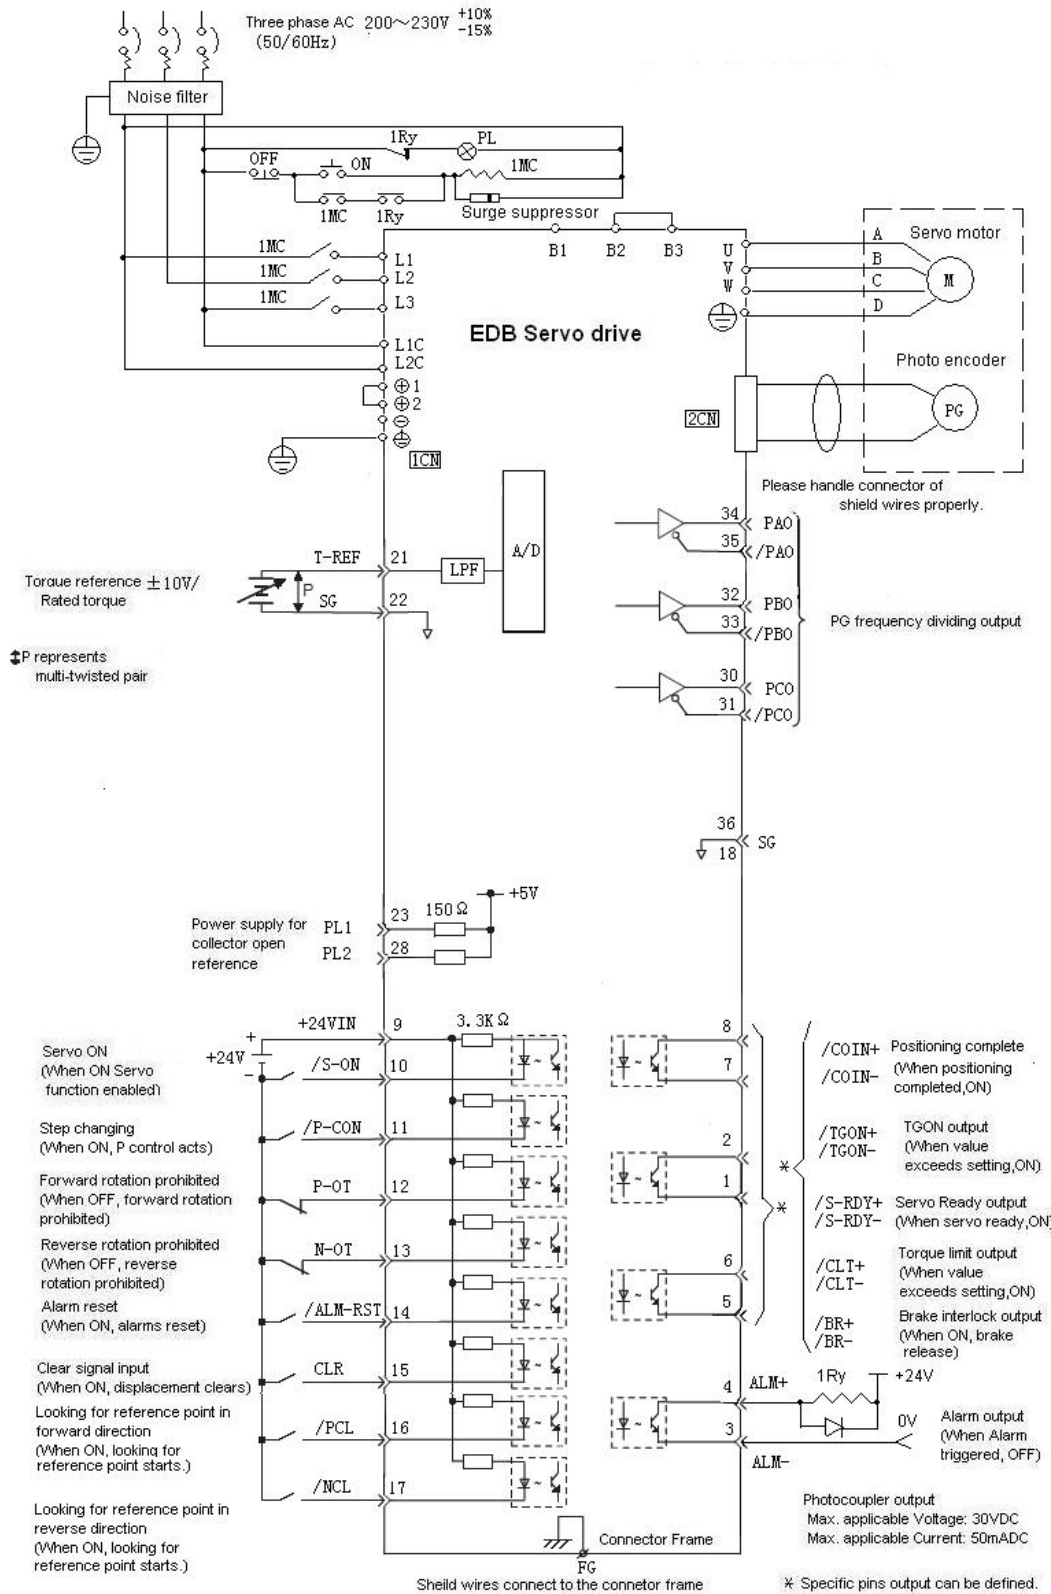 Three phase AC 200～230V +10% -15%
(50/60Hz)
Noise filter
1Ry
PL
OFF
ON
1MC
1MC
1Ry
Surge suppressor
B1
B2
B3
1MC
L1
1MC
L2
1MC
L3
L1C
L2C
⊕1
⊕2
⊖
1CN
EDB Servo drive
U
V
W
A
B
C
D
Servo motor
M
Photo encoder
2CN
PG
Please handle connector of
shield wires properly.
T-REF
21
LPF
A/D
SG
22
P
Torque reference ±10V/
Rated torque
P represents
multi-twisted pair
34
PAO
35
/PAO
32
PBO
33
/PBO
30
PCO
31
/PCO
PG frequency dividing output
36
18
SG
Power supply for
collector open
reference
PL1
23
150Ω
+5V
PL2
28
+24VIN
9
3.3KΩ
+
+24V
-
Servo ON
(When ON Servo
function enabled)
/S-ON
10
Step changing
(When ON, P control acts)
/P-CON
11
Forward rotation prohibited
(When OFF, forward rotation
prohibited)
P-OT
12
Reverse rotation prohibited
(When OFF, reverse
rotation prohibited)
N-OT
13
Alarm reset
(When ON, alarms reset)
/ALM-RST
14
Clear signal input
(When ON, displacement clears)
CLR
15
Looking for reference point in
forward direction
(When ON, looking for
reference point starts.)
/PCL
16
Looking for reference point in
reverse direction
(When ON, looking for
reference point starts.)
/NCL
17
8
7
2
1
6
5
*
*
/COIN+
/COIN-
Positioning complete
(When positioning
completed,ON)
/TGON+
/TGON-
TGON output
(When value
exceeds setting,ON)
/S-RDY+
/S-RDY-
Servo Ready output
(When servo ready,ON)
/CLT+
/CLT-
Torque limit output
(When value
exceeds setting,ON)
/BR+
/BR-
Brake interlock output
(When ON, brake
release)
4
ALM+
1Ry
+24V
3
ALM-
0V
Alarm output
(When Alarm
triggered, OFF)
Photocoupler output
Max. applicable Voltage: 30VDC
Max. applicable Current: 50mADC
Connector Frame
FG
Sheild wires connect to the connetor frame
* Specific pins output can be defined.